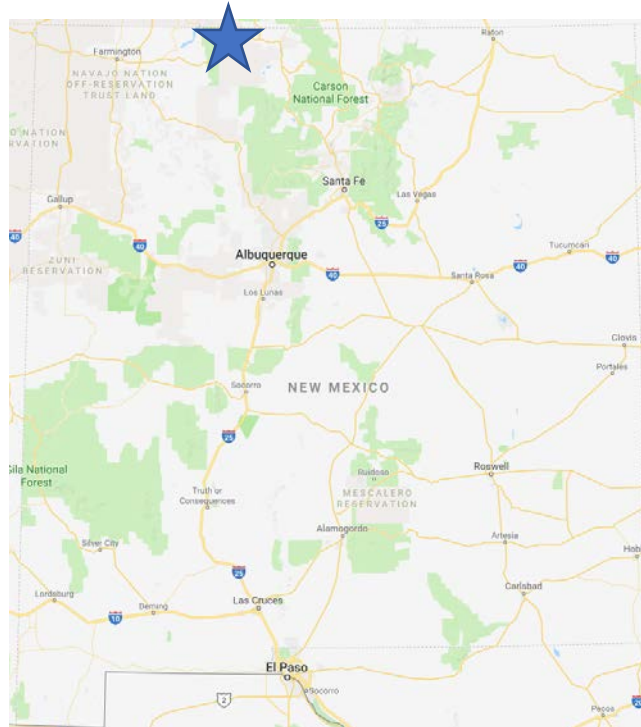 Farmington
Raton
NAVAJO NATION
OFF-RESERVATION
TRUST LAND
Carson
National Forest
O NATION
RVATION
Santa Fe
Las Vegas
Gallup
25
40
40
Albuquerque
Tucumcari
ZUNI
RESERVATION
40
40
40
Santa Rosa
Los Lunas
Clovis
Portales
Socorro
NEW MEXICO
25
Gila National
Forest
Ruidoso
Roswell
Truth or
Consequences
MESCALERO
RESERVATION
Alamogordo
Artesia
Silver City
Hob
25
Carlsbad
Lordsburg
Deming
Las Cruces
10
El Paso
Socorro
2
Pecos
20